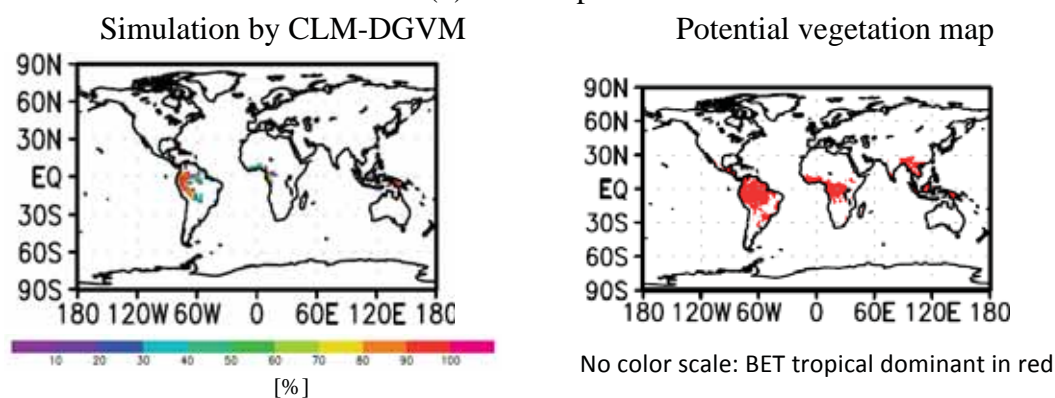 Simulation by CLM-DGVM
Potential vegetation map
90N
60N
30N
EQ
30S
60S
90S
180 120W 60W 0 60E 120E 180
90N
60N
30N
EQ
30S
60S
90S
180 120W 60W 0 60E 120E 180
10 20 30 40 50 60 70 80 90 100
[%]
No color scale: BET tropical dominant in red